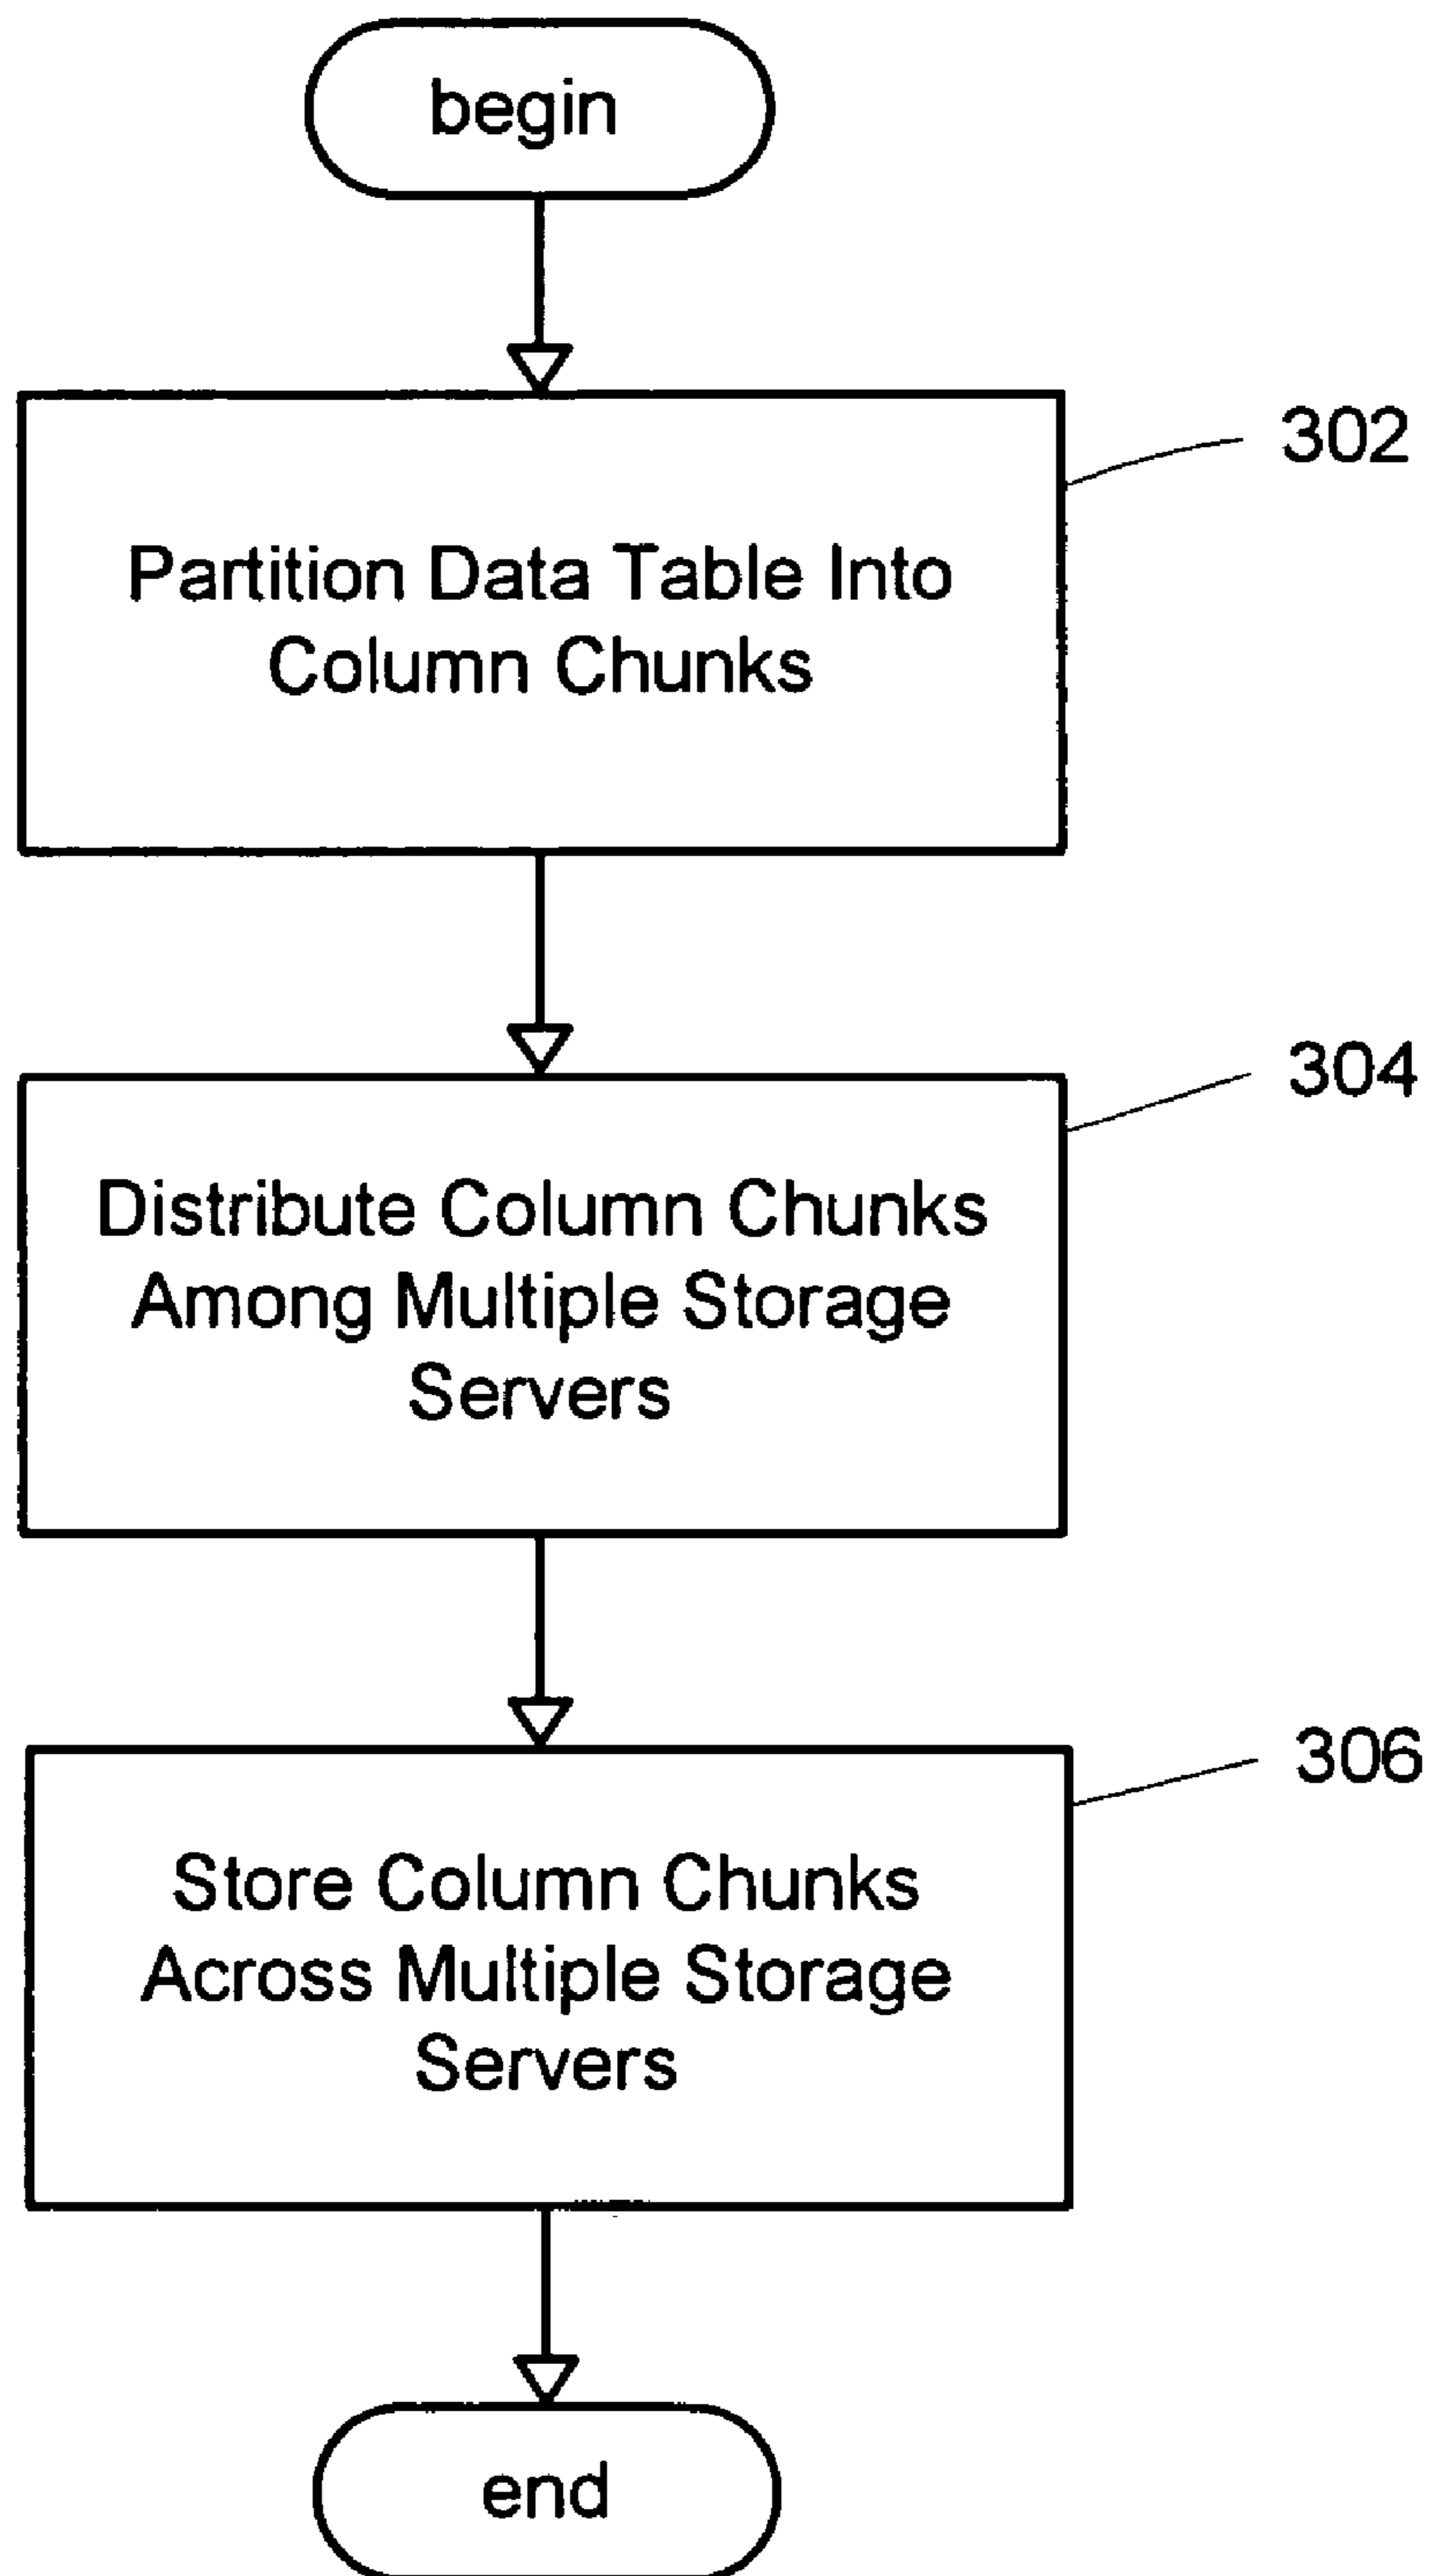 begin
302
Partition Data Table Into
Column Chunks
304
Distribute Column Chunks
Among Multiple Storage
Servers
306
Store Column Chunks
Across Multiple Storage
Servers
end